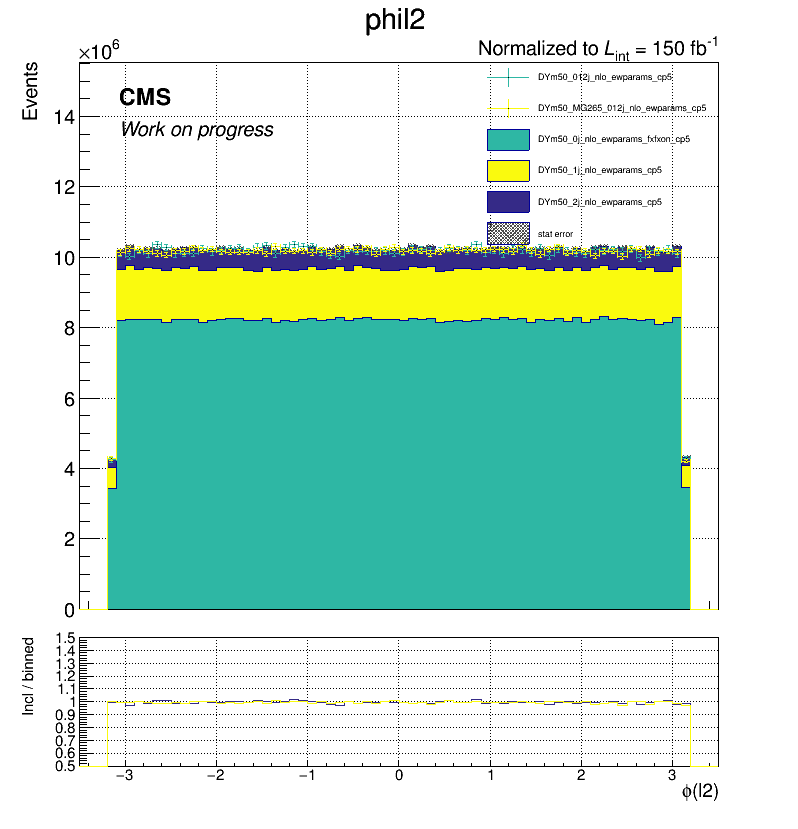 phil2
×10⁶
Normalized to Lint = 150 fb⁻¹
Events
CMS
Work on progress
DYm50_012j_nlo_ewparams_cp5
DYm50_MG265_012j_nlo_ewparams_cp5
DYm50_0j_nlo_ewparams_fxfxon_cp5
DYm50_1j_nlo_ewparams_cp5
DYm50_2j_nlo_ewparams_cp5
stat error
14
12
10
8
6
4
2
0
Incl / binned
1.5
1.4
1.3
1.2
1.1
1
0.9
0.8
0.7
0.6
0.5
−3 −2 −1 0 1 2 3
ϕ(l2)